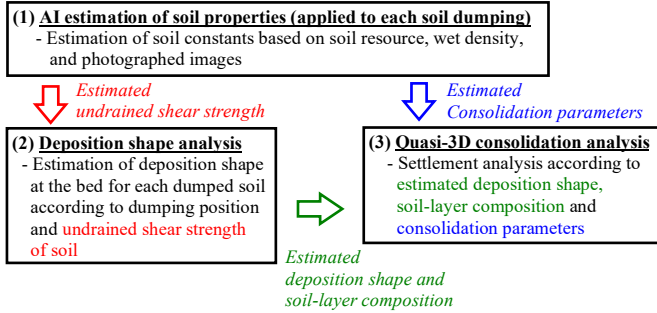 (1) AI estimation of soil properties (applied to each soil dumping)
- Estimation of soil constants based on soil resource, wet density,
and photographed images
Estimated
undrained shear strength
Estimated
Consolidation parameters
(2) Deposition shape analysis
- Estimation of deposition shape
at the bed for each dumped soil
according to dumping position
and undrained shear strength
of soil
(3) Quasi-3D consolidation analysis
- Settlement analysis according to
estimated deposition shape,
soil-layer composition and
consolidation parameters
Estimated
deposition shape and
soil-layer composition